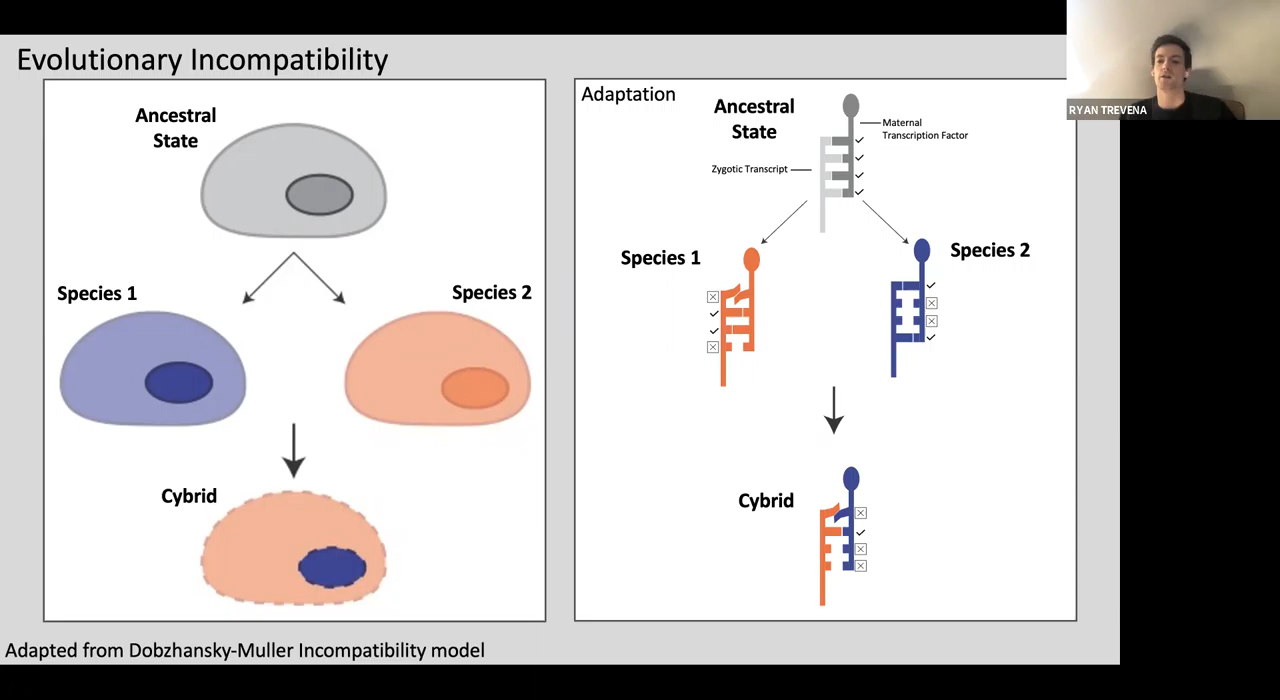 Evolutionary Incompatibility
Ancestral
State
Species 1
Species 2
Cybrid
Adaptation
Ancestral
State
Maternal
Transcription Factor
Zygotic Transcript
Species 1
Species 2
Cybrid
Adapted from Dobzhansky-Muller Incompatibility model
RYAN TREVENA